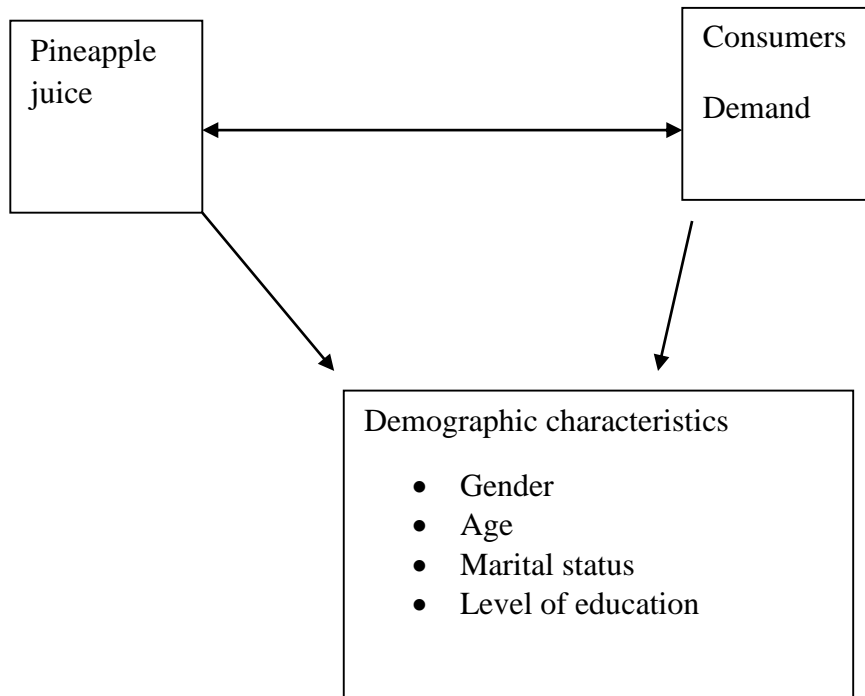 Pineapple
juice
Consumers
Demand
Demographic characteristics
• Gender
• Age
• Marital status
• Level of education